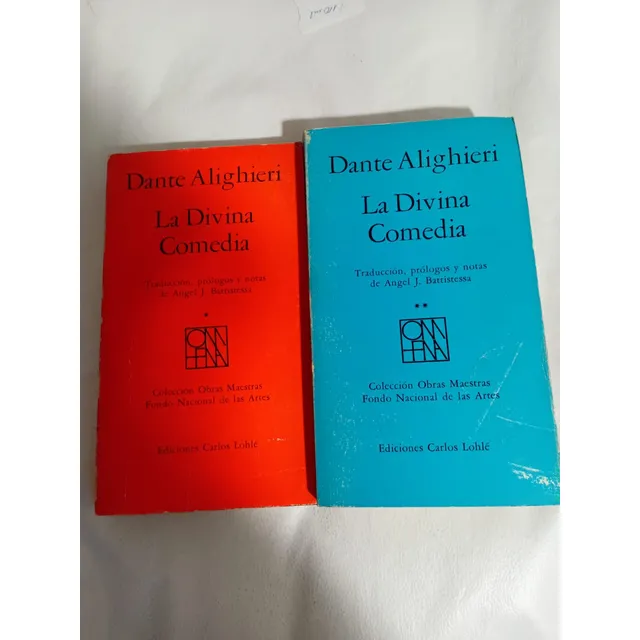 Dante Alighieri
La Divina
Comedia
Traducción, prólogos y notas
de Angel J. Battistessa
*
Colección Obras Maestras
Fondo Nacional de las Artes
Ediciones Carlos Lohlé
Dante Alighieri
La Divina
Comedia
Traducción, prólogos y notas
de Angel J. Battistessa
**
Colección Obras Maestras
Fondo Nacional de las Artes
Ediciones Carlos Lohlé